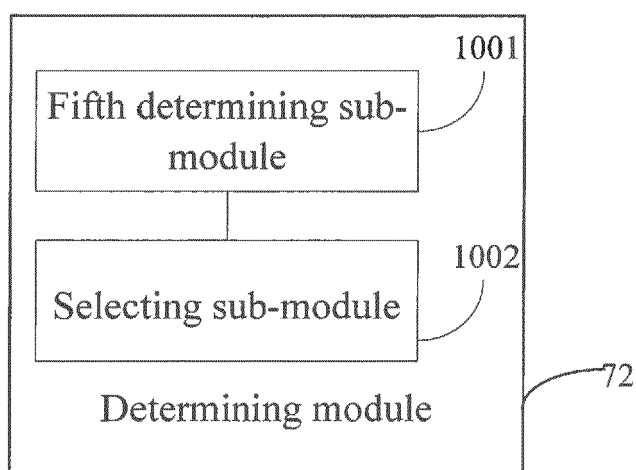 1001
Fifth determining sub-
module
1002
Selecting sub-module
72
Determining module